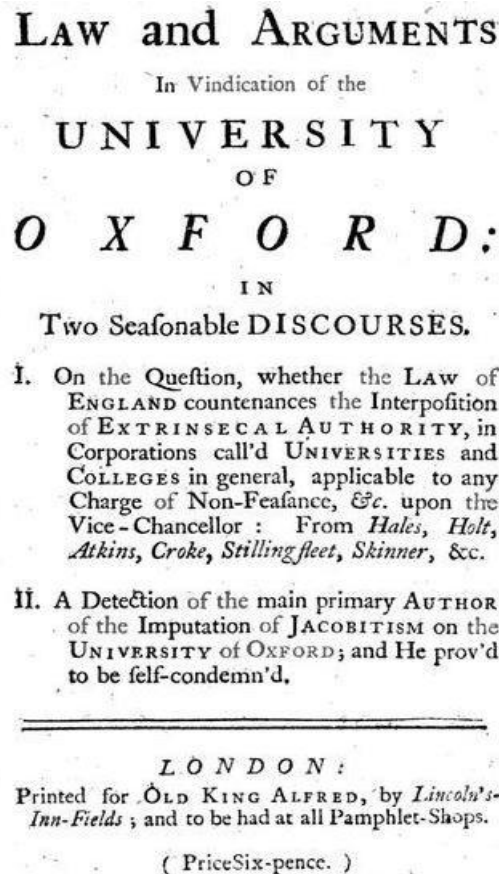 LAW and ARGUMENTS
In Vindication of the
UNIVERSITY
OF
OXFORD:
IN
Two Seaſonable DISCOURSES.
I. On the Queſtion, whether the LAW of
ENGLAND countenances the Interpoſition
of EXTRINSECAL AUTHORITY, in
Corporations call'd UNIVERSITIES and
COLLEGES in general, applicable to any
Charge of Non-Feaſance, &c. upon the
Vice-Chancellor : From Hales, Holt,
Atkins, Croke, Stillingfleet, Skinner, &c.
II. A Detection of the main primary AUTHOR
of the Imputation of JACOBITISM on the
UNIVERSITY of OXFORD; and He prov'd
to be ſelf-condemn'd.
LONDON:
Printed for OLD KING ALFRED, by Lincoln's-
Inn-Fields ; and to be had at all Pamphlet-Shops.
( PriceSix-pence. )